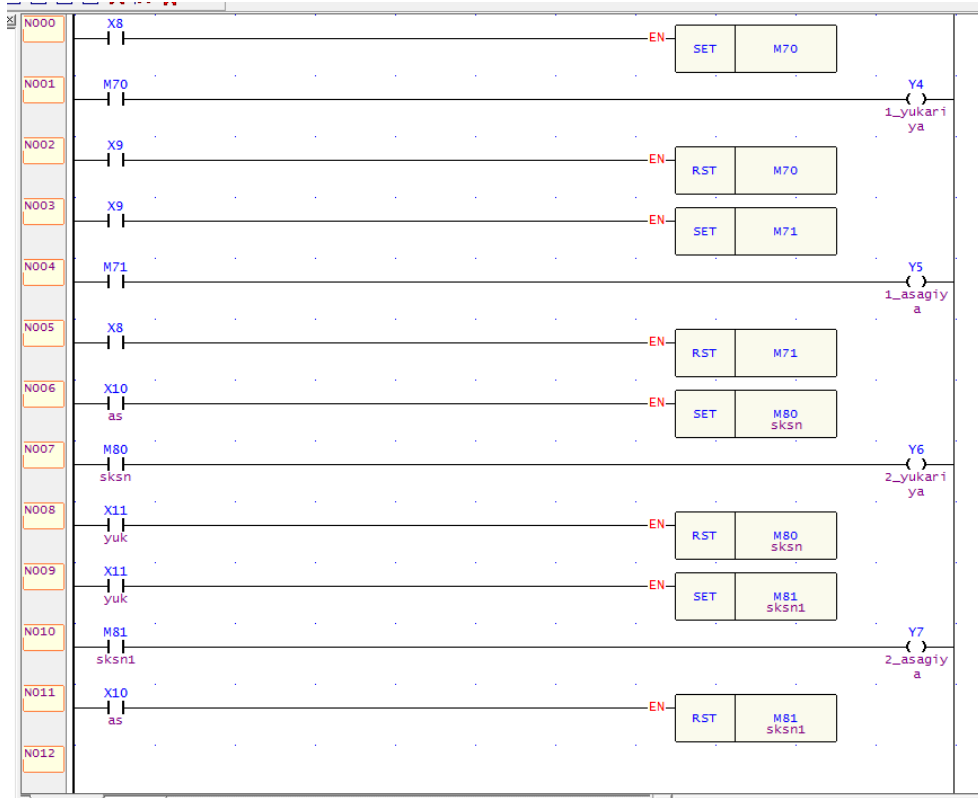 N000 X8 EN SET M70
N001 M70 Y4
1_yukari
ya
N002 X9 EN RST M70
N003 X9 EN SET M71
N004 M71 Y5
1_asagiy
a
N005 X8 EN RST M71
N006 X10 EN SET M80
as sksn
N007 M80 Y6
sksn 2_yukari
ya
N008 X11 EN RST M80
yuk sksn
N009 X11 EN SET M81
yuk sksn1
N010 M81 Y7
sksn1 2_asagiy
a
N011 X10 EN RST M81
as sksn1
N012